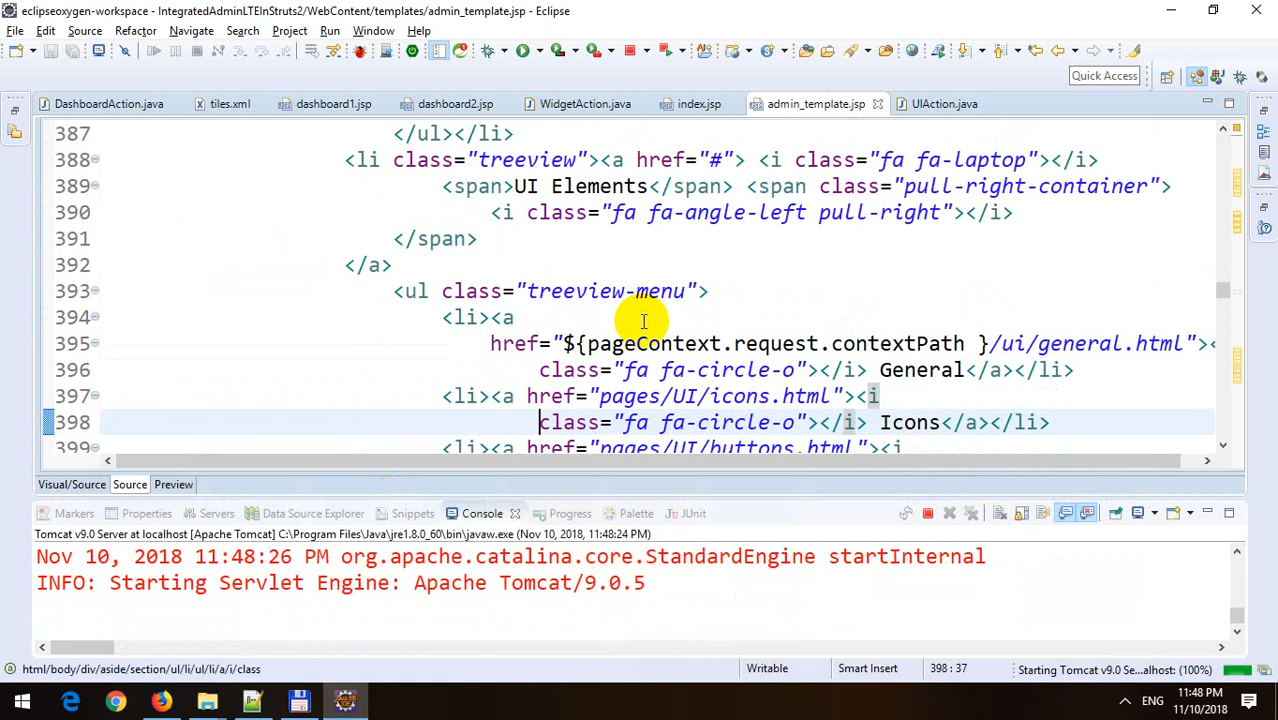 eclipseoxygen-workspace - IntegratedAdminLTEInStruts2/WebContent/templates/admin_template.jsp - Eclipse
File Edit Source Refactor Navigate Search Project Run Window Help
Quick Access
DashboardAction.java tiles.xml dashboard1.jsp dashboard2.jsp WidgetAction.java index.jsp admin_template.jsp UIAction.java
387 </ul></li>
388 <li class="treeview"><a href="#"> <i class="fa fa-laptop"></i>
389 <span>UI Elements</span> <span class="pull-right-container">
390 <i class="fa fa-angle-left pull-right"></i>
391 </span>
392 </a>
393 <ul class="treeview-menu">
394 <li><a
395 href="${pageContext.request.contextPath }/ui/general.html"><
396 class="fa fa-circle-o"></i> General</a></li>
397 <li><a href="pages/UI/icons.html"><i
398 class="fa fa-circle-o"></i> Icons</a></li>
399 <li><a href="pages/UI/buttons.html"><i
Visual/Source Source Preview
Markers Properties Servers Data Source Explorer Snippets Console Progress Palette JUnit
Tomcat v9.0 Server at localhost [Apache Tomcat] C:\Program Files\Java\jre1.8.0_60\bin\javaw.exe (Nov 10, 2018 11:48:24 PM)
Nov 10, 2018 11:48:26 PM org.apache.catalina.core.StandardEngine startInternal
INFO: Starting Servlet Engine: Apache Tomcat/9.0.5
html/body/div/aside/section/ul/li/ul/li/a/i/class Writable Smart Insert 398 : 37 Starting Tomcat v9.0 Se...alhost: (100%)
ENG 11:48 PM
11/10/2018